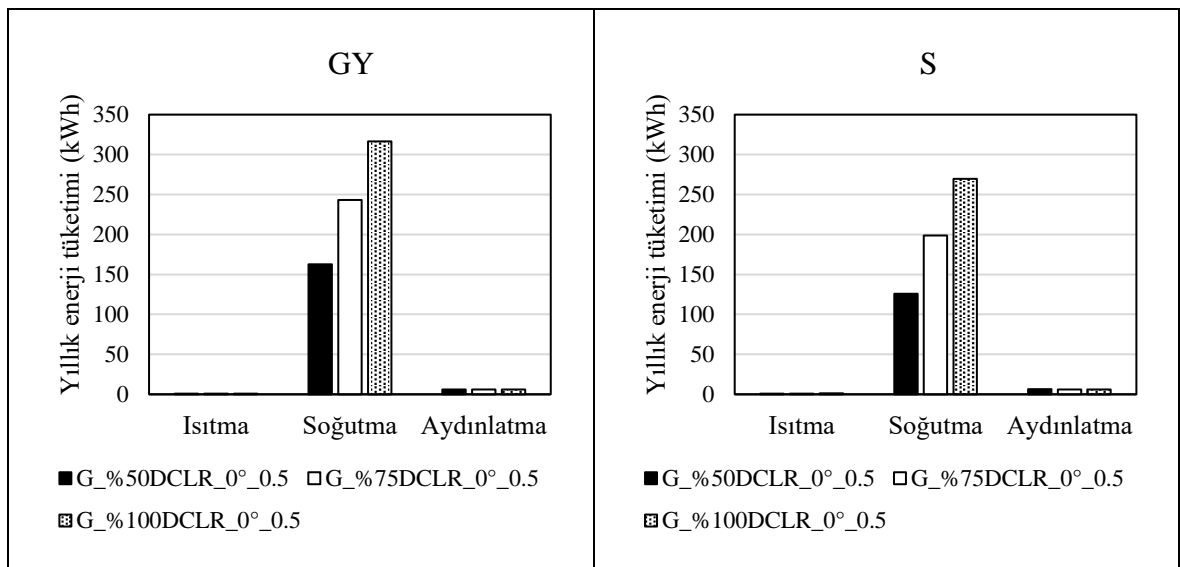 GY
Yıllık enerji tüketimi (kWh)
350
300
250
200
150
100
50
0
Isıtma Soğutma Aydınlatma
G_%50DCLR_0°_0.5 G_%75DCLR_0°_0.5
G_%100DCLR_0°_0.5
S
Yıllık enerji tüketimi (kWh)
350
300
250
200
150
100
50
0
Isıtma Soğutma Aydınlatma
G_%50DCLR_0°_0.5 G_%75DCLR_0°_0.5
G_%100DCLR_0°_0.5